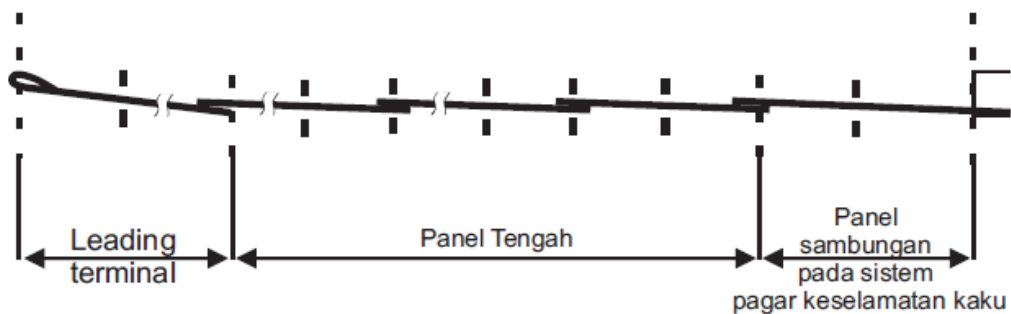 Leading
terminal
Panel Tengah
Panel
sambungan
pada sistem
pagar keselamatan kaku